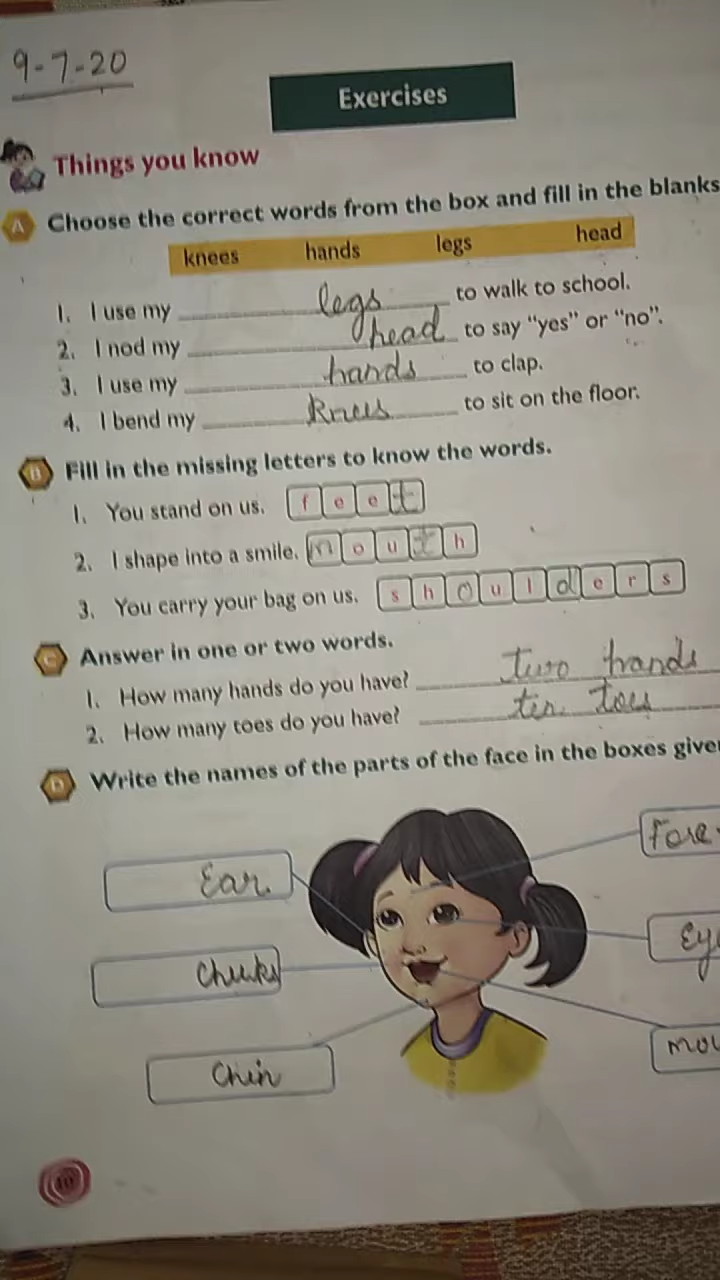 9-7-20
Exercises
Things you know
A Choose the correct words from the box and fill in the blanks
knees hands legs head
1. I use my legs to walk to school.
2. I nod my head to say "yes" or "no".
3. I use my hands to clap.
4. I bend my knees to sit on the floor.
B Fill in the missing letters to know the words.
1. You stand on us. f e e t
2. I shape into a smile. m o u t h
3. You carry your bag on us. s h o u l d e r s
C Answer in one or two words.
1. How many hands do you have? two hands
2. How many toes do you have? ten toes
D Write the names of the parts of the face in the boxes give
Fore
Ear.
Ey
Cheeks
mou
Chin
10